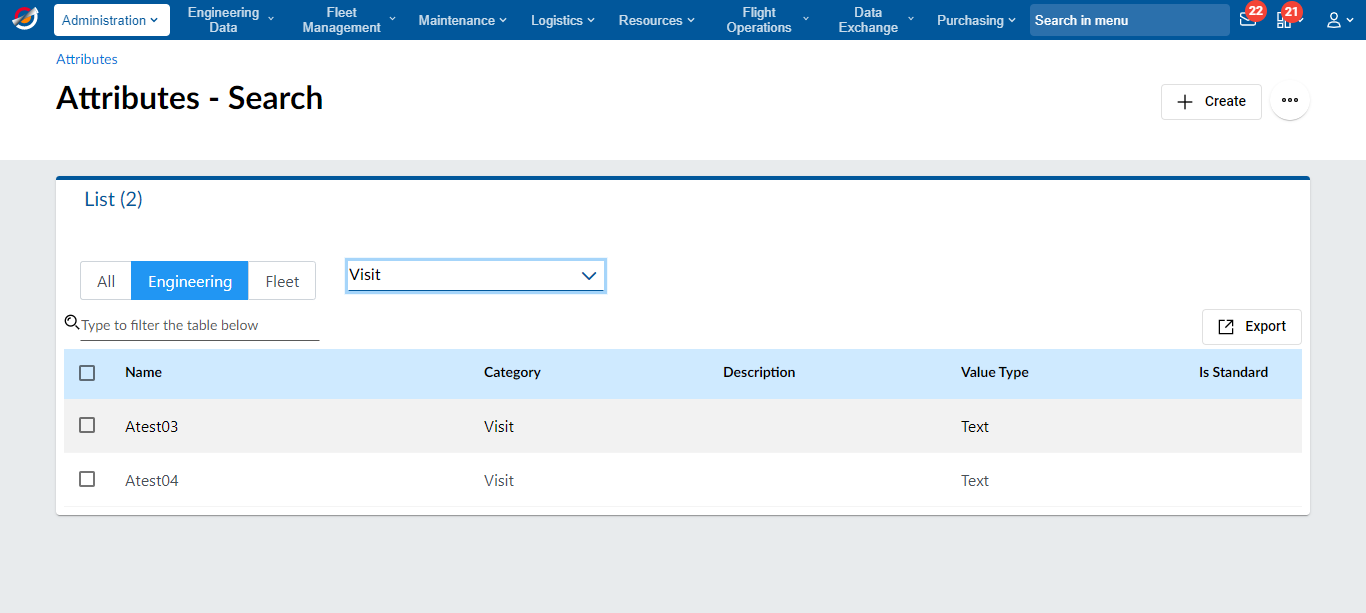 Administration
Engineering Data
Fleet Management
Maintenance
Logistics
Resources
Flight Operations
Data Exchange
Purchasing
Search in menu
22
21
Attributes
Attributes - Search
Create
List (2)
All Engineering Fleet
Visit
Type to filter the table below
Export
Name Category Description Value Type Is Standard
Atest03 Visit Text
Atest04 Visit Text